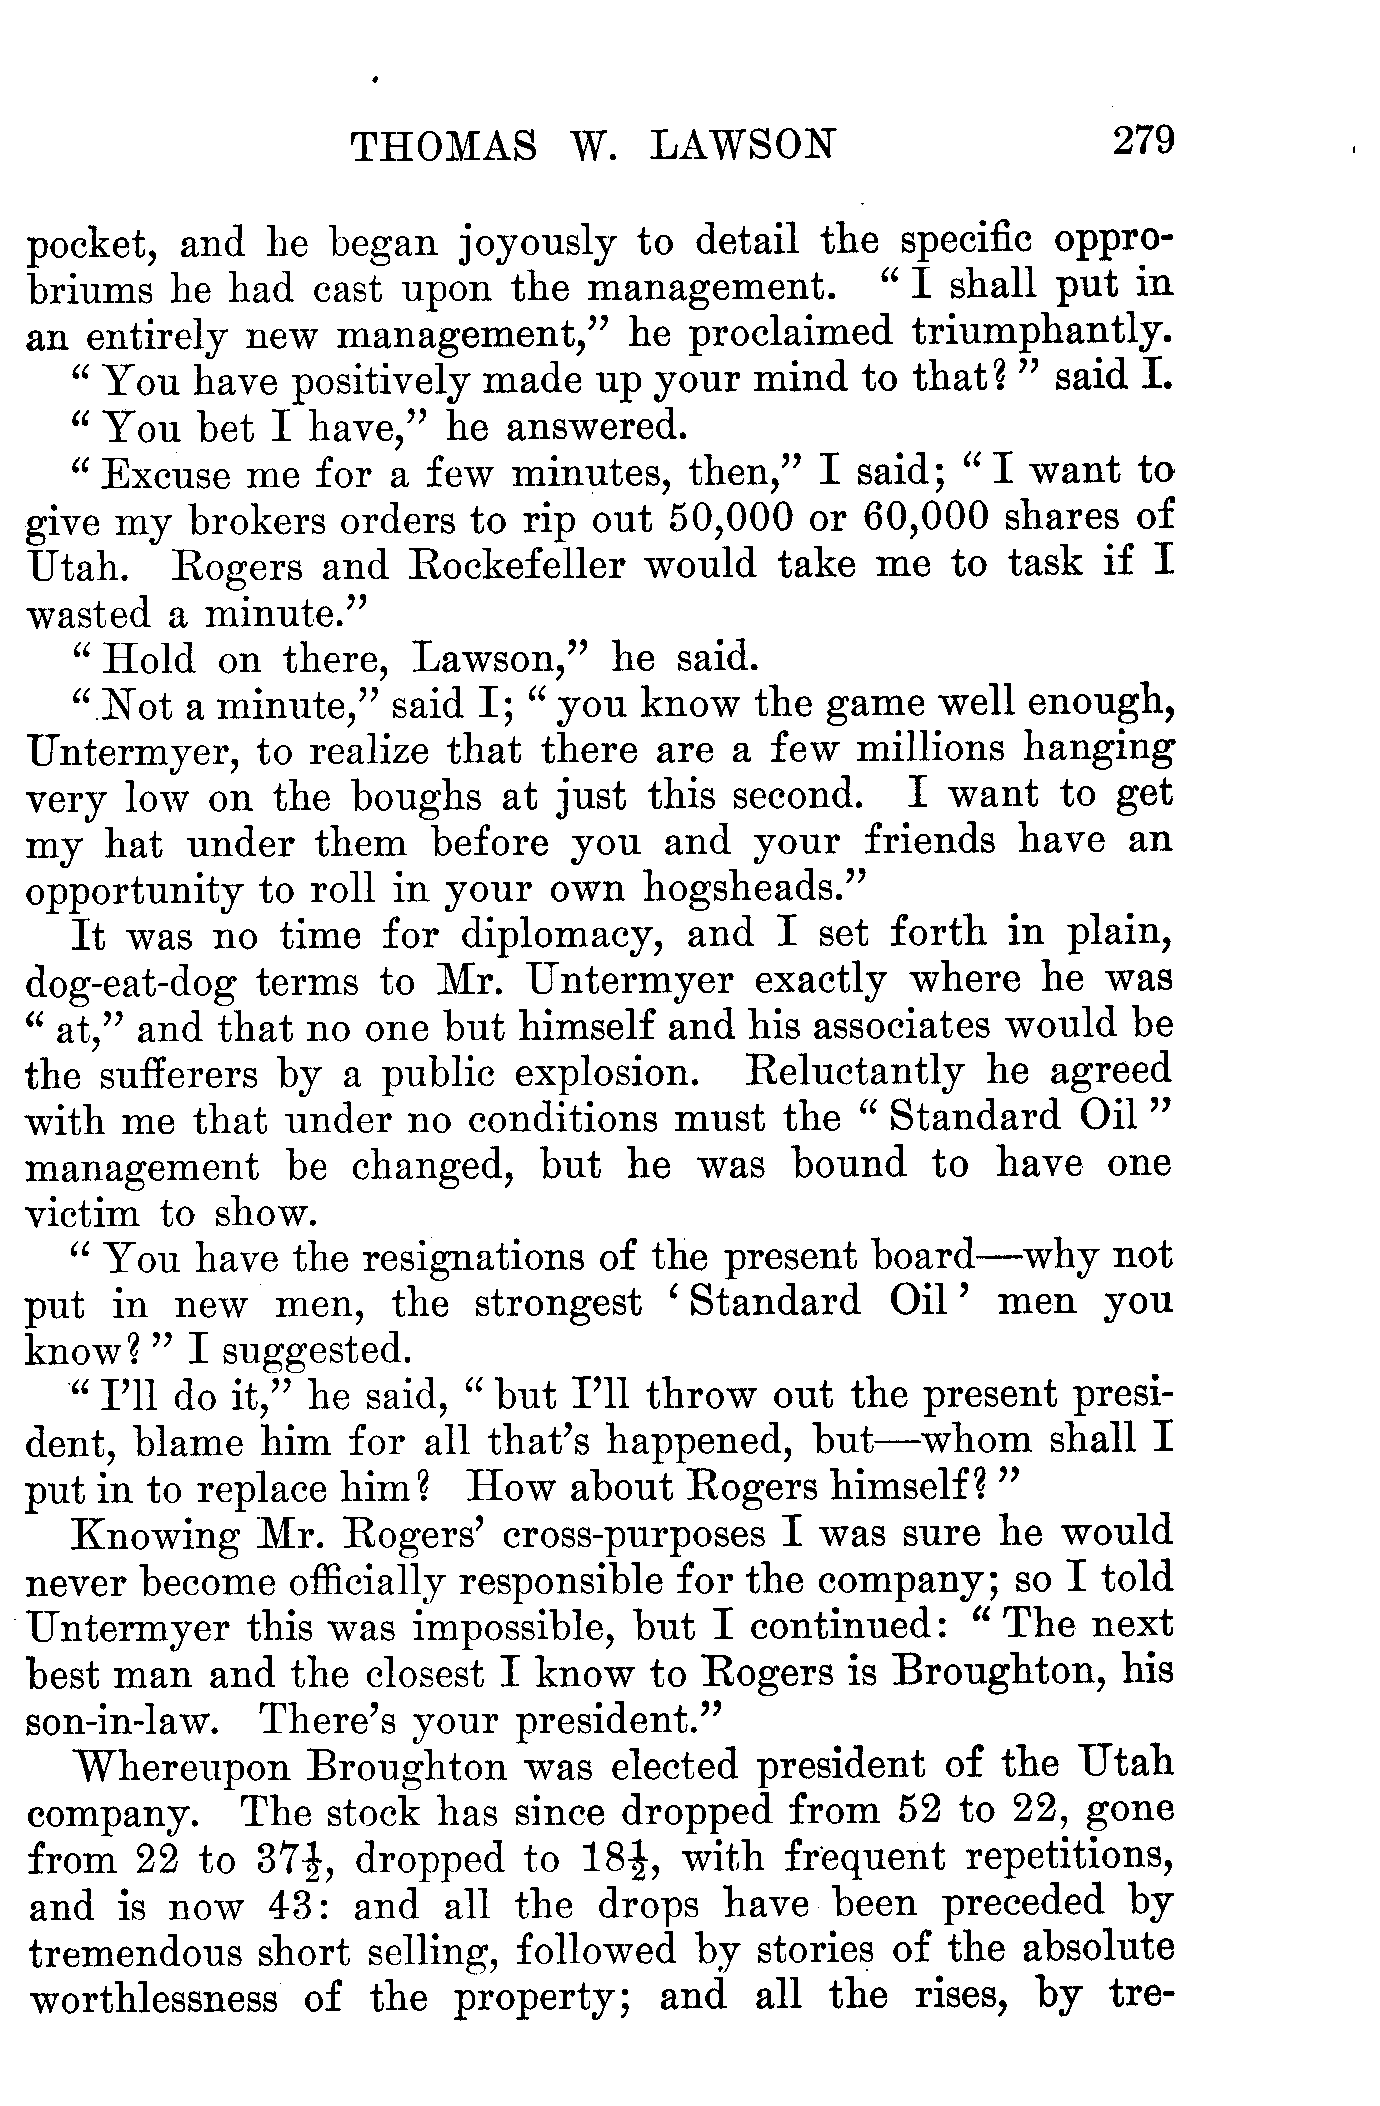 THOMAS W. LAWSON 279
pocket, and he began joyously to detail the specific oppro-
briums he had cast upon the management. “ I shall put in
an entirely new management,” he proclaimed triumphantly.
“ You have positively made up your mind to that? ” said I.
“ You bet I have,” he answered.
“ Excuse me for a few minutes, then,” I said; “ I want to
give my brokers orders to rip out 50,000 or 60,000 shares of
Utah. Rogers and Rockefeller would take me to task if I
wasted a minute.”
“ Hold on there, Lawson,” he said.
“ Not a minute,” said I; “ you know the game well enough,
Untermyer, to realize that there are a few millions hanging
very low on the boughs at just this second. I want to get
my hat under them before you and your friends have an
opportunity to roll in your own hogsheads.”
It was no time for diplomacy, and I set forth in plain,
dog-eat-dog terms to Mr. Untermyer exactly where he was
“ at,” and that no one but himself and his associates would be
the sufferers by a public explosion. Reluctantly he agreed
with me that under no conditions must the “ Standard Oil ”
management be changed, but he was bound to have one
victim to show.
“ You have the resignations of the present board—why not
put in new men, the strongest ‘ Standard Oil ’ men you
know? ” I suggested.
“ I’ll do it,” he said, “ but I’ll throw out the present presi-
dent, blame him for all that’s happened, but—whom shall I
put in to replace him? How about Rogers himself? ”
Knowing Mr. Rogers’ cross-purposes I was sure he would
never become officially responsible for the company; so I told
Untermyer this was impossible, but I continued: “ The next
best man and the closest I know to Rogers is Broughton, his
son-in-law. There’s your president.”
Whereupon Broughton was elected president of the Utah
company. The stock has since dropped from 52 to 22, gone
from 22 to 37½, dropped to 18½, with frequent repetitions,
and is now 43: and all the drops have been preceded by
tremendous short selling, followed by stories of the absolute
worthlessness of the property; and all the rises, by tre-